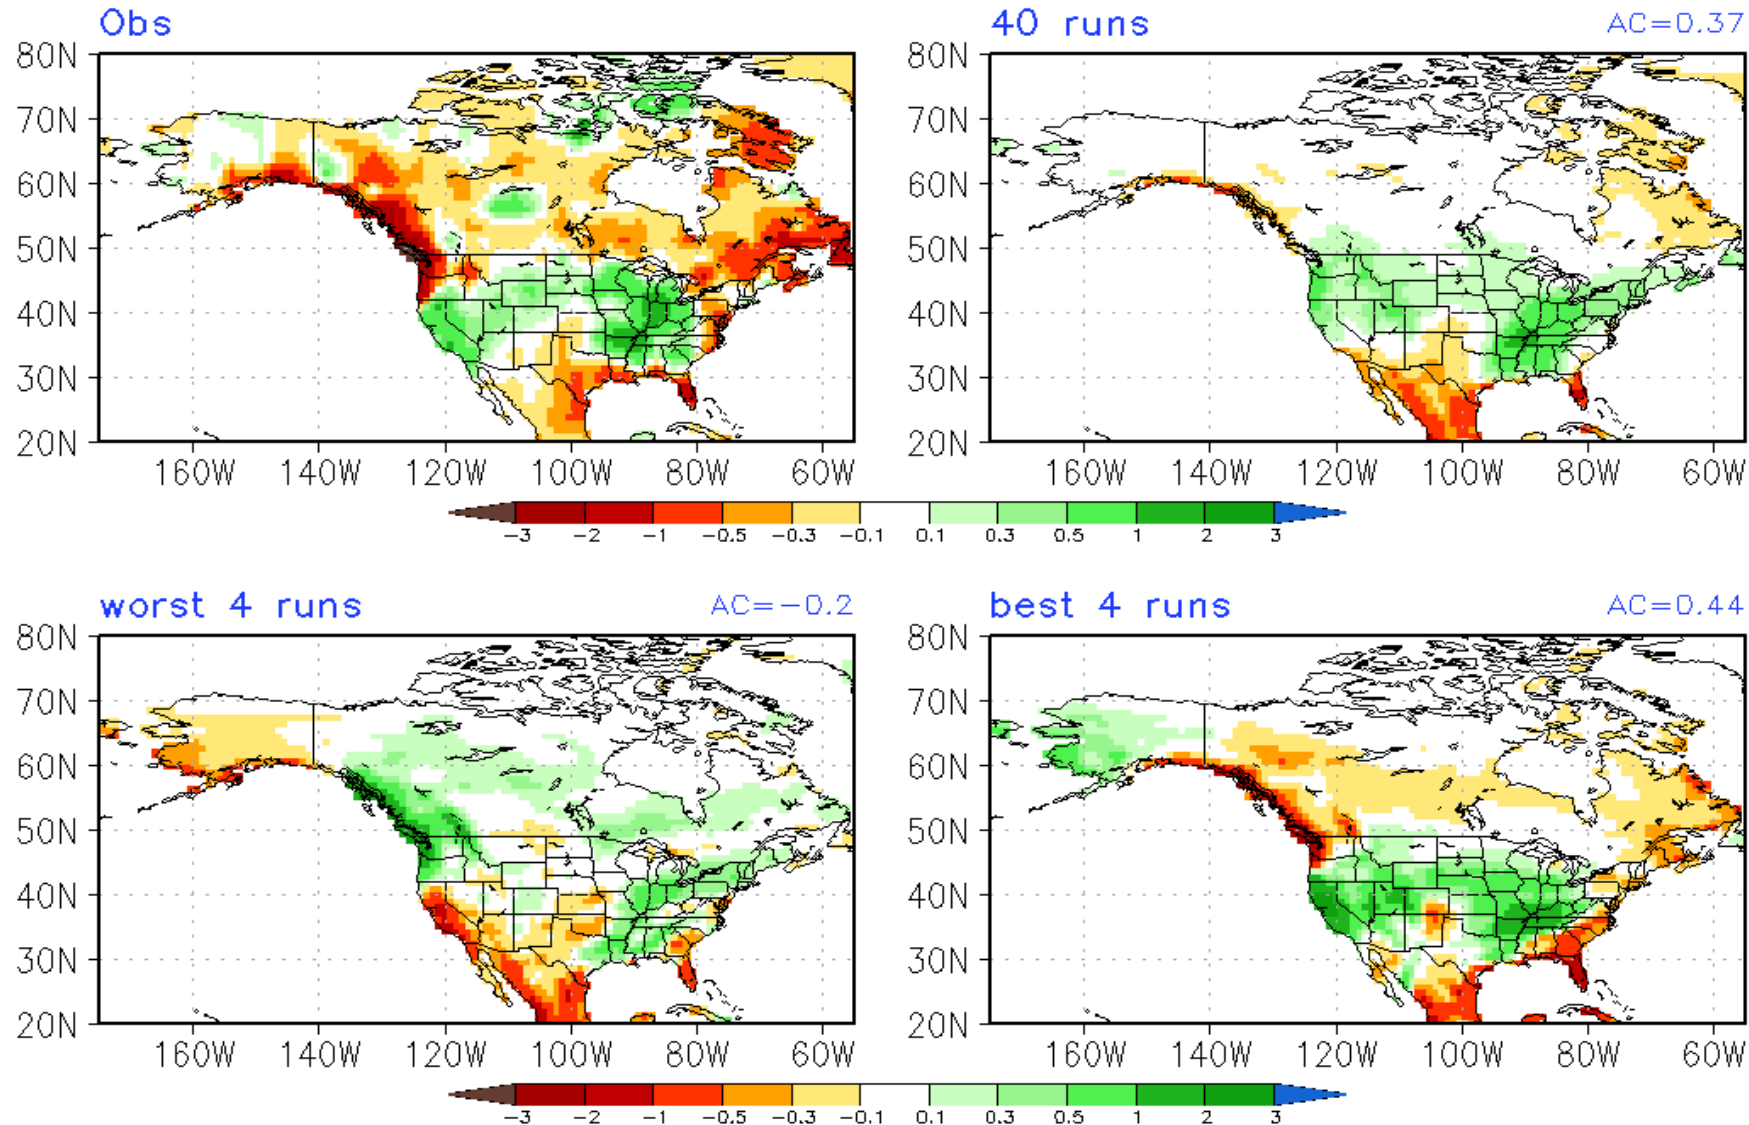 Obs
40 runs AC=0.37
80N 80N
70N 70N
60N 60N
50N 50N
40N 40N
30N 30N
20N 20N
160W 140W 120W 100W 80W 60W 160W 140W 120W 100W 80W 60W
-3 -2 -1 -0.5 -0.3 -0.1 0.1 0.3 0.5 1 2 3
worst 4 runs AC=-0.2
best 4 runs AC=0.44
80N 80N
70N 70N
60N 60N
50N 50N
40N 40N
30N 30N
20N 20N
160W 140W 120W 100W 80W 60W 160W 140W 120W 100W 80W 60W
-3 -2 -1 -0.5 -0.3 -0.1 0.1 0.3 0.5 1 2 3